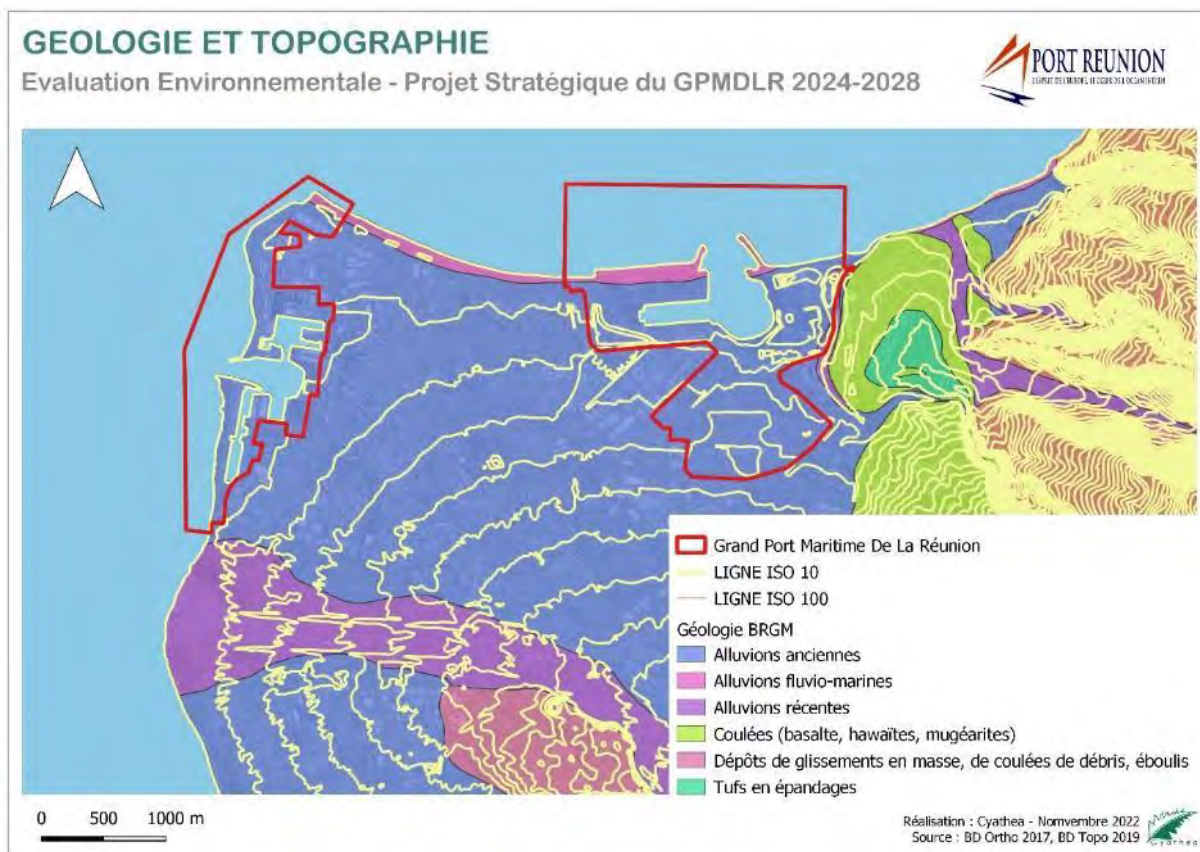 GEOLOGIE ET TOPOGRAPHIE
Evaluation Environnementale - Projet Stratégique du GPMDLR 2024-2028
PORT REUNION
Grand Port Maritime De La Réunion
LIGNE ISO 10
LIGNE ISO 100
Géologie BRGM
Alluvions anciennes
Alluvions fluvio-marines
Alluvions récentes
Coulées (basalte, hawaïtes, mugéarites)
Dépôts de glissements en masse, de coulées de débris, éboulis
Tufs en épandages
0 500 1000 m
Réalisation : Cyathea - Nomvembre 2022
Source : BD Ortho 2017, BD Topo 2019
Cyathea